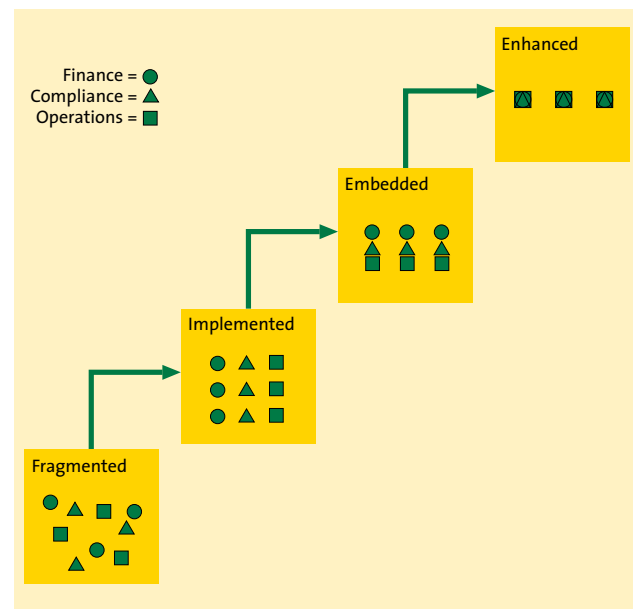 Enhanced
Finance =
Compliance =
Operations =
Embedded
Implemented
Fragmented